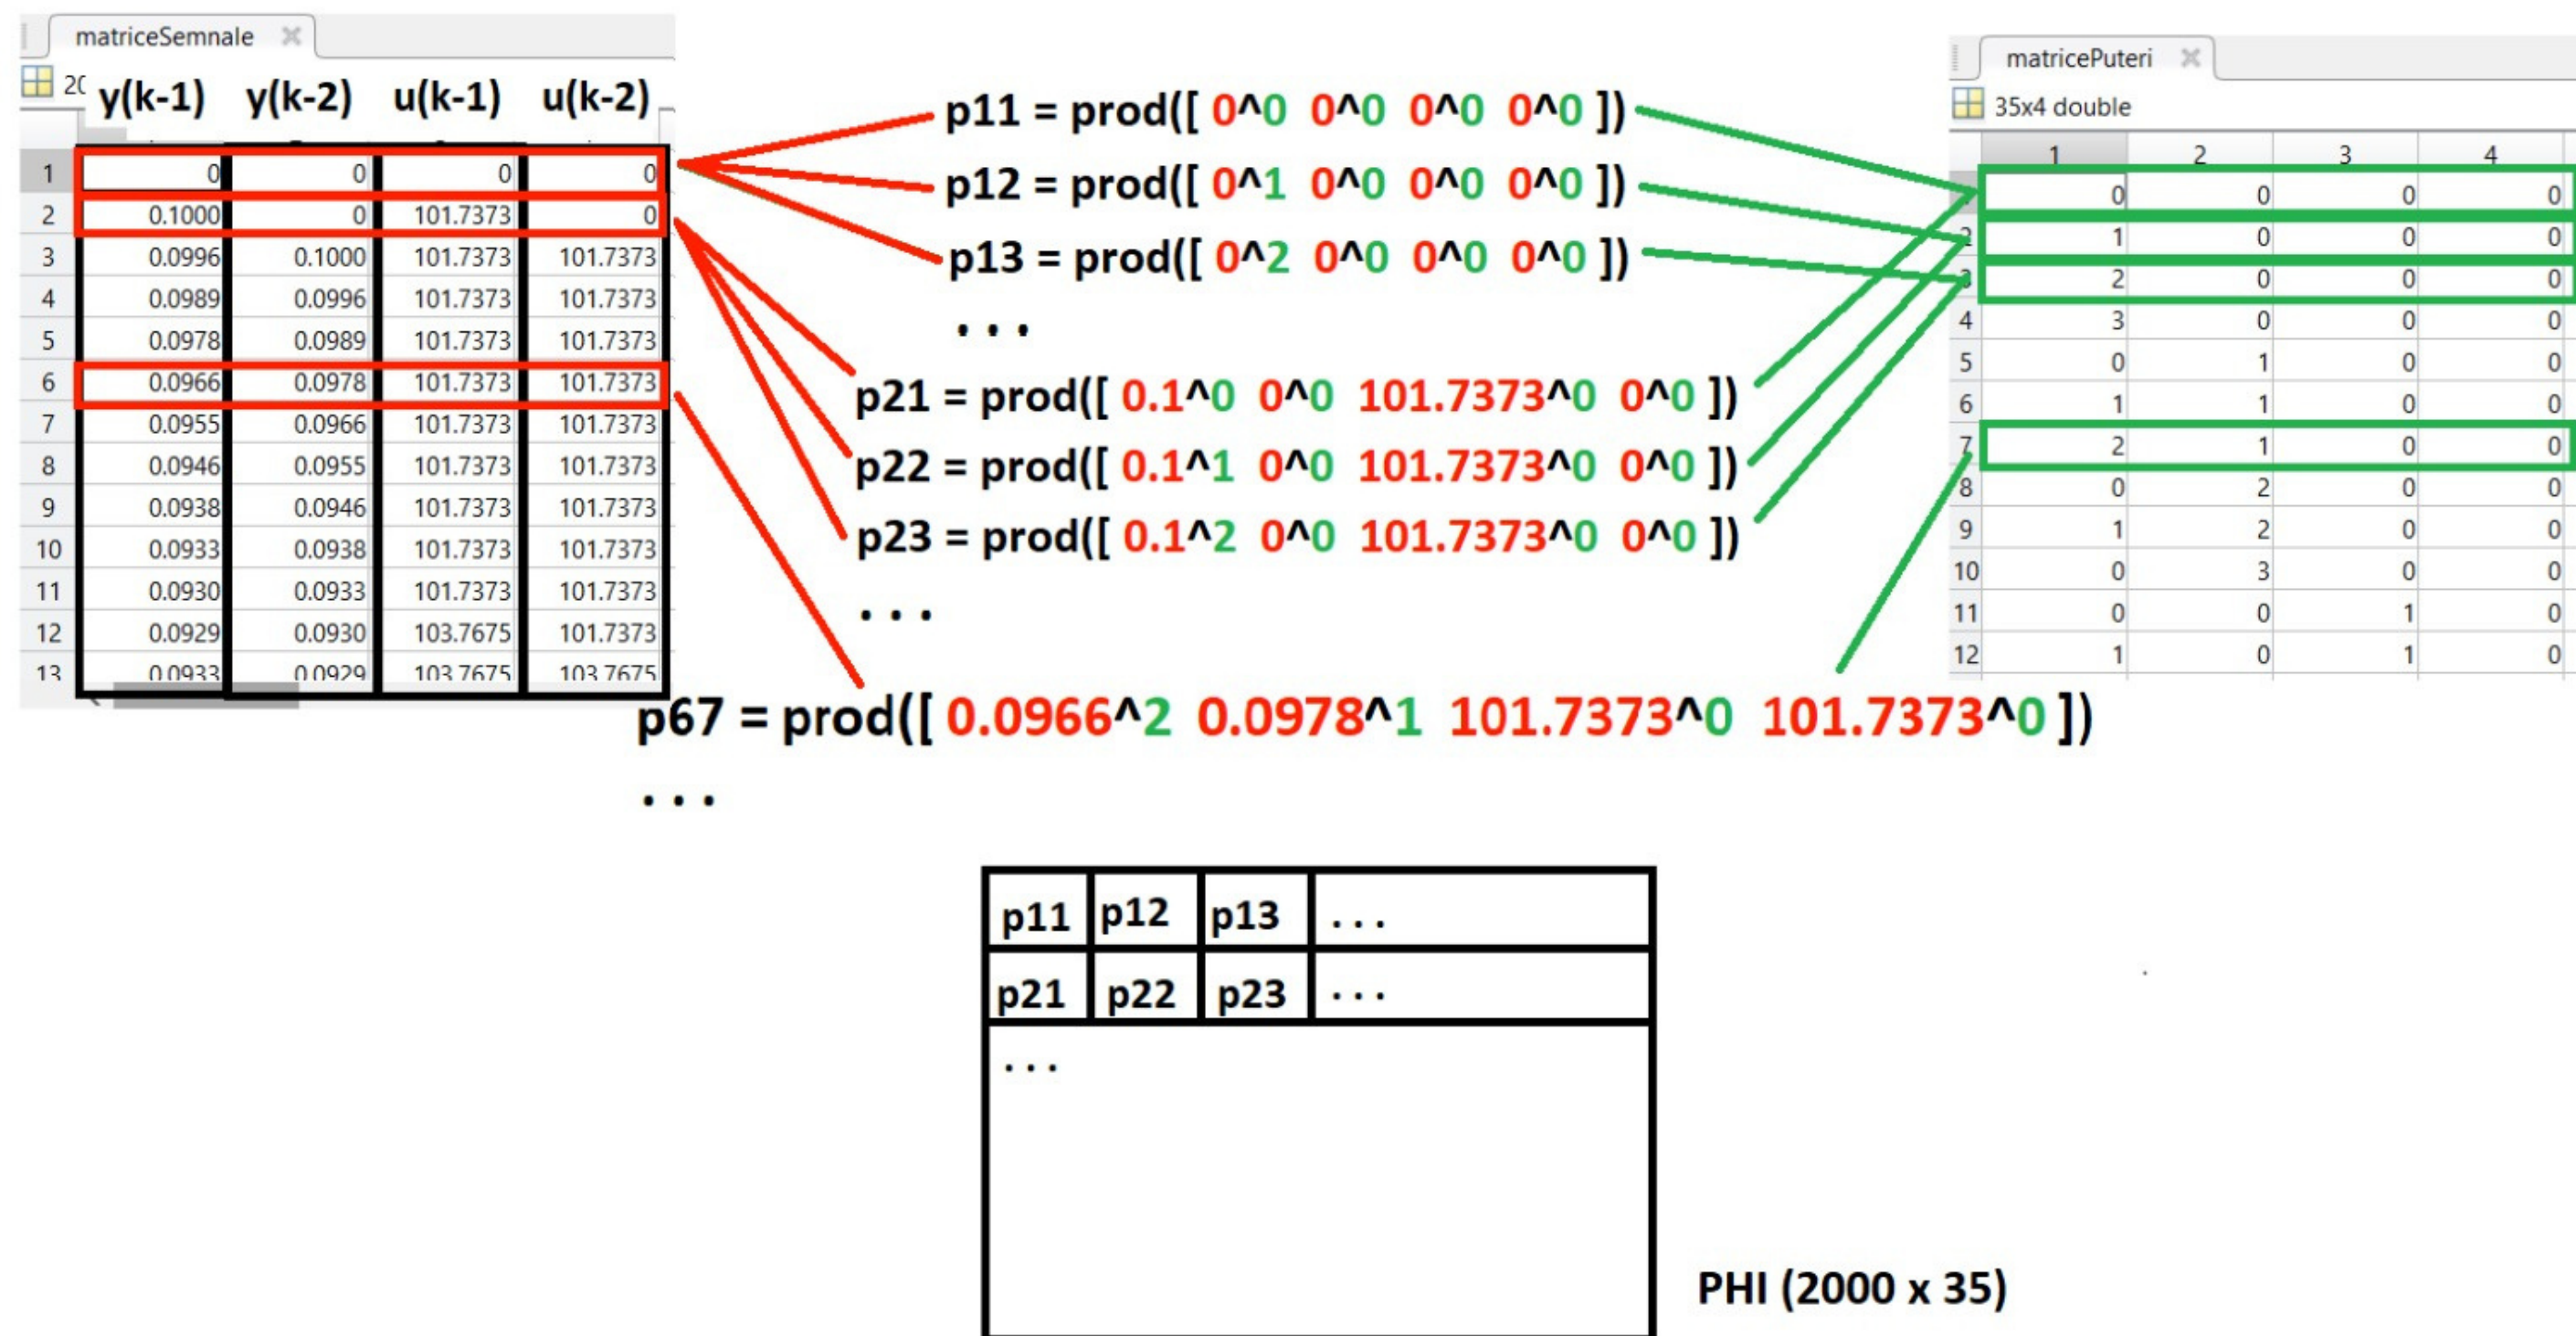 matriceSemnale
20
y(k-1) y(k-2) u(k-1) u(k-2)
1 0 0 0 0
2 0.1000 0 101.7373 0
3 0.0996 0.1000 101.7373 101.7373
4 0.0989 0.0996 101.7373 101.7373
5 0.0978 0.0989 101.7373 101.7373
6 0.0966 0.0978 101.7373 101.7373
7 0.0955 0.0966 101.7373 101.7373
8 0.0946 0.0955 101.7373 101.7373
9 0.0938 0.0946 101.7373 101.7373
10 0.0933 0.0938 101.7373 101.7373
11 0.0930 0.0933 101.7373 101.7373
12 0.0929 0.0930 103.7675 101.7373
13 0.0933 0.0929 103.7675 103.7675
p11 = prod([ 0^0 0^0 0^0 0^0 ])
p12 = prod([ 0^1 0^0 0^0 0^0 ])
p13 = prod([ 0^2 0^0 0^0 0^0 ])
. . .
p21 = prod([ 0.1^0 0^0 101.7373^0 0^0 ])
p22 = prod([ 0.1^1 0^0 101.7373^0 0^0 ])
p23 = prod([ 0.1^2 0^0 101.7373^0 0^0 ])
. . .
p67 = prod([ 0.0966^2 0.0978^1 101.7373^0 101.7373^0 ])
. . .
matricePuteri
35x4 double
1 2 3 4
0 0 0 0
2 1 0 0 0
3 2 0 0 0
4 3 0 0 0
5 0 1 0 0
6 1 1 0 0
7 2 1 0 0
8 0 2 0 0
9 1 2 0 0
10 0 3 0 0
11 0 0 1 0
12 1 0 1 0
p11 p12 p13 . . .
p21 p22 p23 . . .
. . .
PHI (2000 x 35)